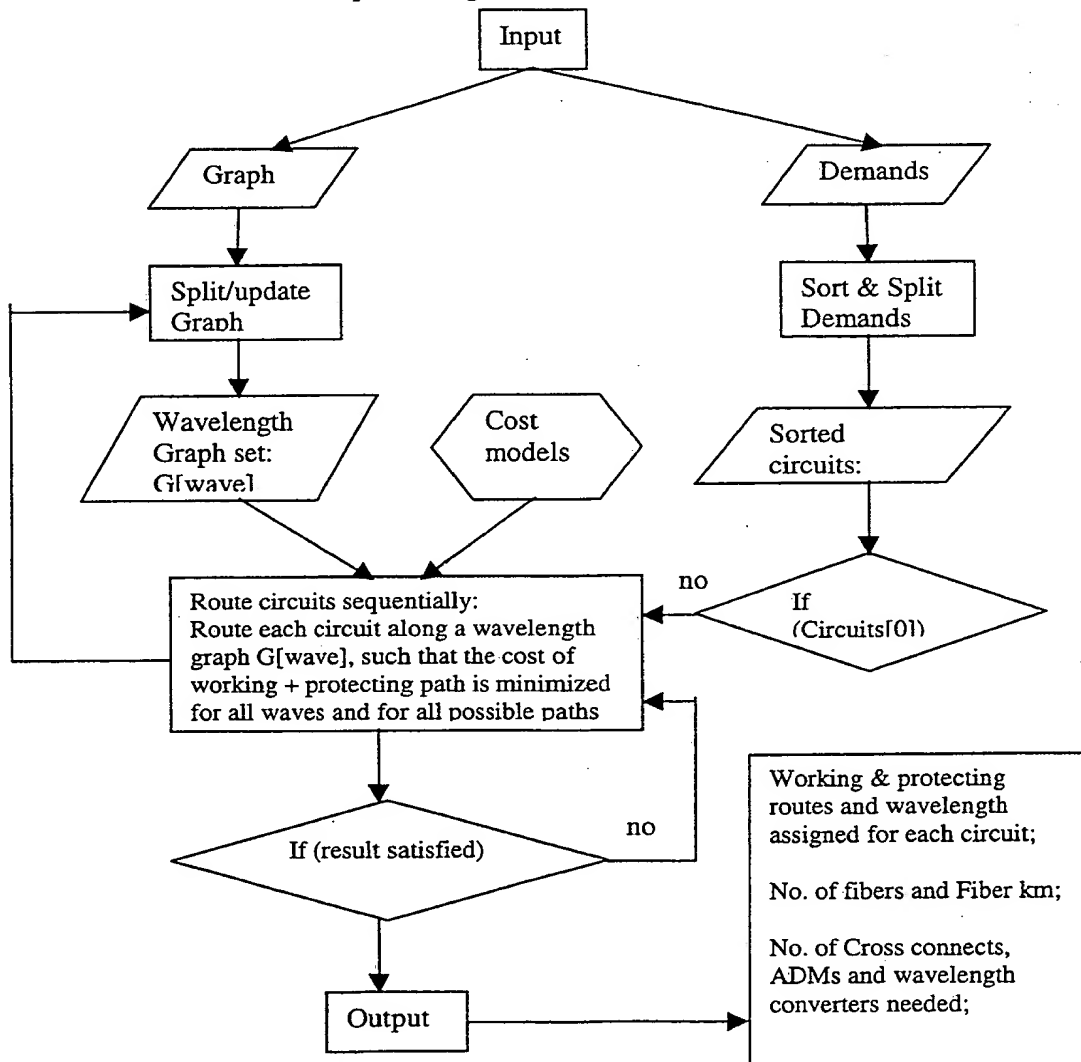 Input
Graph
Demands
Split/update
Graph
Sort & Split
Demands
Wavelength
Graph set:
G[wave]
Cost
models
Sorted
circuits:
no
If
(Circuits[0])
Route circuits sequentially:
Route each circuit along a wavelength
graph G[wave], such that the cost of
working + protecting path is minimized
for all waves and for all possible paths
If (result satisfied)
no
Working & protecting
routes and wavelength
assigned for each circuit;
No. of fibers and Fiber km;
No. of Cross connects,
ADMs and wavelength
converters needed;
Output